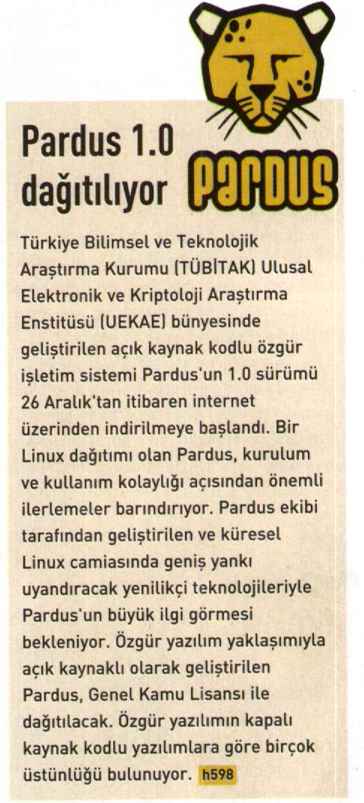 Pardus 1.0
dağıtılıyor
PARDUS
Türkiye Bilimsel ve Teknolojik
Araştırma Kurumu (TÜBİTAK) Ulusal
Elektronik ve Kriptoloji Araştırma
Enstitüsü (UEKAE) bünyesinde
geliştirilen açık kaynak kodlu özgür
işletim sistemi Pardus'un 1.0 sürümü
26 Aralık'tan itibaren internet
üzerinden indirilmeye başlandı. Bir
Linux dağıtımı olan Pardus, kurulum
ve kullanım kolaylığı açısından önemli
ilerlemeler barındırıyor. Pardus ekibi
tarafından geliştirilen ve küresel
Linux camiasında geniş yankı
uyandıracak yenilikçi teknolojileriyle
Pardus'un büyük ilgi görmesi
bekleniyor. Özgür yazılım yaklaşımıyla
açık kaynaklı olarak geliştirilen
Pardus, Genel Kamu Lisansı ile
dağıtılacak. Özgür yazılımın kapalı
kaynak kodlu yazılımlara göre birçok
üstünlüğü bulunuyor. h598